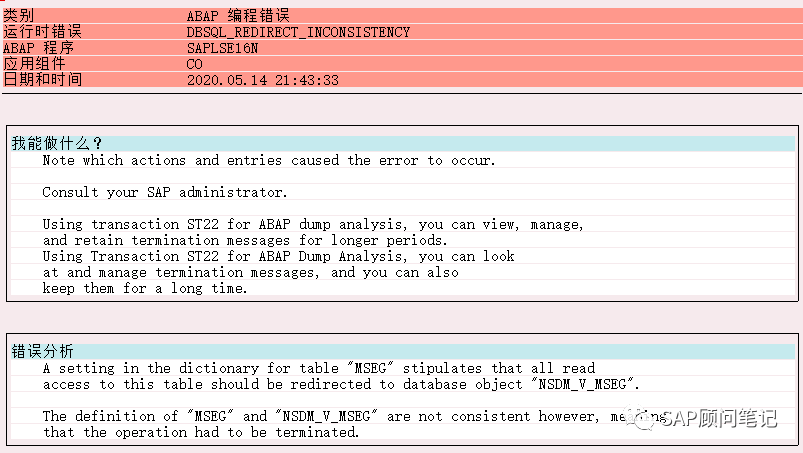 类别 ABAP 编程错误
运行时错误 DBSQL_REDIRECT_INCONSISTENCY
ABAP 程序 SAPLSE16N
应用组件 CO
日期和时间 2020.05.14 21:43:33
我能做什么？
Note which actions and entries caused the error to occur.
Consult your SAP administrator.
Using transaction ST22 for ABAP dump analysis, you can view, manage,
and retain termination messages for longer periods.
Using Transaction ST22 for ABAP Dump Analysis, you can look
at and manage termination messages, and you can also
keep them for a long time.
错误分析
A setting in the dictionary for table "MSEG" stipulates that all read
access to this table should be redirected to database object "NSDM_V_MSEG".
The definition of "MSEG" and "NSDM_V_MSEG" are not consistent however,
that the operation had to be terminated.
SAP顾问笔记